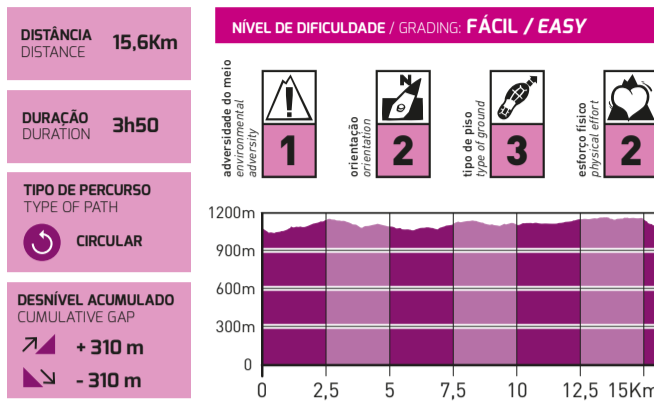 DISTÂNCIA
DISTANCE
15,6Km
DURAÇÃO
DURATION
3h50
TIPO DE PERCURSO
TYPE OF PATH
CIRCULAR
DESNÍVEL ACUMULADO
CUMULATIVE GAP
+ 310 m
- 310 m
NÍVEL DE DIFICULDADE / GRADING: FÁCIL / EASY
adversidade do meio
environmental
adversity
1
orientação
orientation
N
2
tipo de piso
type of ground
3
esforço físico
physical effort
2
1200m
900m
600m
300m
0
0 2,5 5 7,5 10 12,5 15Km